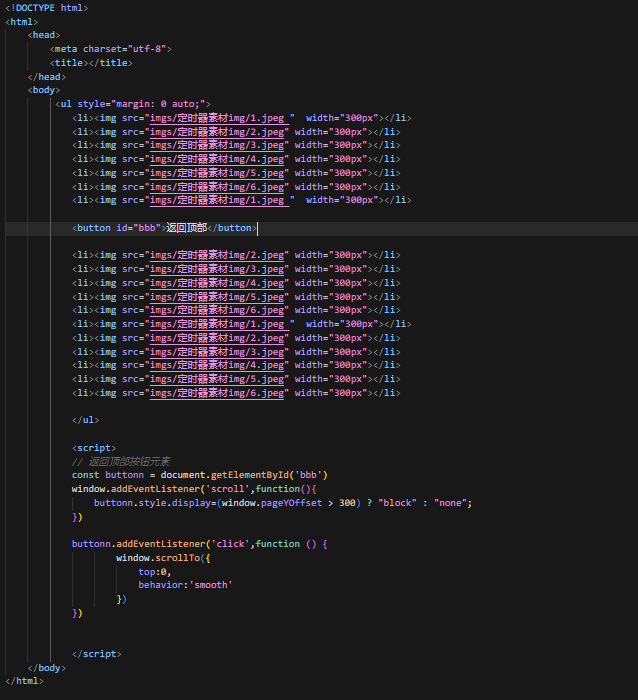 <!DOCTYPE html>
<html>
<head>
<meta charset="utf-8">
<title></title>
</head>
<body>
<ul style="margin: 0 auto;">
<li><img src="imgs/定时器素材img/1.jpeg "  width="300px"></li>
<li><img src="imgs/定时器素材img/2.jpeg" width="300px"></li>
<li><img src="imgs/定时器素材img/3.jpeg" width="300px"></li>
<li><img src="imgs/定时器素材img/4.jpeg" width="300px"></li>
<li><img src="imgs/定时器素材img/5.jpeg" width="300px"></li>
<li><img src="imgs/定时器素材img/6.jpeg" width="300px"></li>
<li><img src="imgs/定时器素材img/1.jpeg "  width="300px"></li>
<button id="bbb">返回顶部</button>
<li><img src="imgs/定时器素材img/2.jpeg" width="300px"></li>
<li><img src="imgs/定时器素材img/3.jpeg" width="300px"></li>
<li><img src="imgs/定时器素材img/4.jpeg" width="300px"></li>
<li><img src="imgs/定时器素材img/5.jpeg" width="300px"></li>
<li><img src="imgs/定时器素材img/6.jpeg" width="300px"></li>
<li><img src="imgs/定时器素材img/1.jpeg "  width="300px"></li>
<li><img src="imgs/定时器素材img/2.jpeg" width="300px"></li>
<li><img src="imgs/定时器素材img/3.jpeg" width="300px"></li>
<li><img src="imgs/定时器素材img/4.jpeg" width="300px"></li>
<li><img src="imgs/定时器素材img/5.jpeg" width="300px"></li>
<li><img src="imgs/定时器素材img/6.jpeg" width="300px"></li>
</ul>
<script>
// 返回顶部按钮元素
const buttonn = document.getElementById('bbb')
window.addEventListener('scroll',function(){
buttonn.style.display=(window.pageYOffset > 300) ? "block" : "none";
})
buttonn.addEventListener('click',function () {
window.scrollTo({
top:0,
behavior:'smooth'
})
})
</script>
</body>
</html>